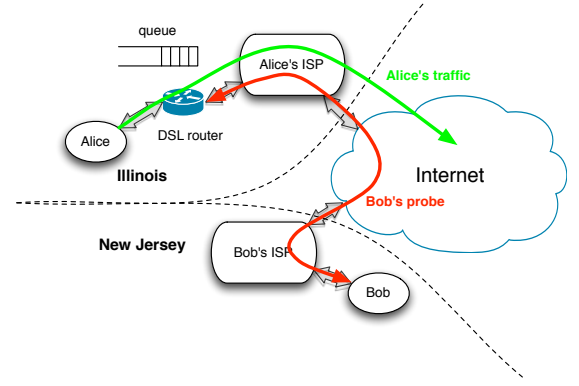 queue
Alice's ISP
Alice's traffic
Alice
DSL router
Illinois
Internet
Bob's probe
New Jersey
Bob's ISP
Bob